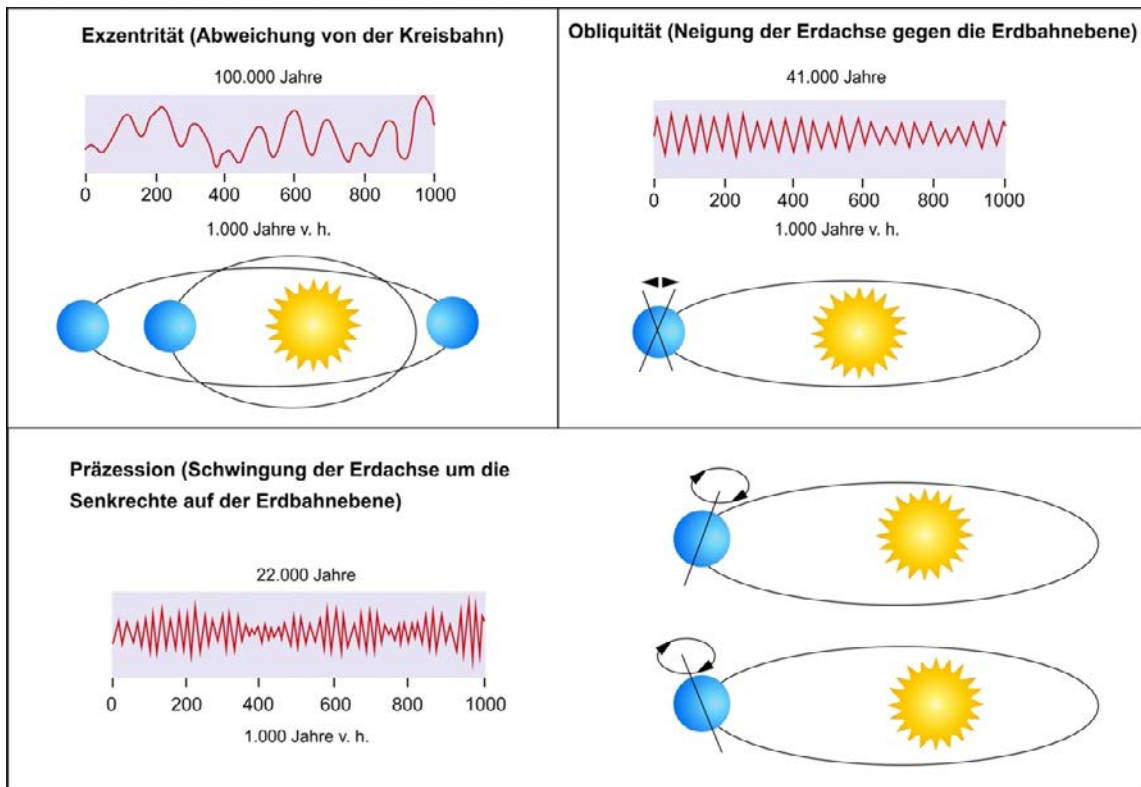 Exzentrität (Abweichung von der Kreisbahn)
100.000 Jahre
0 200 400 600 800 1000
1.000 Jahre v. h.
Obliquität (Neigung der Erdachse gegen die Erdbahnebene)
41.000 Jahre
0 200 400 600 800 1000
1.000 Jahre v. h.
Präzession (Schwingung der Erdachse um die
Senkrechte auf der Erdbahnebene)
22.000 Jahre
0 200 400 600 800 1000
1.000 Jahre v. h.